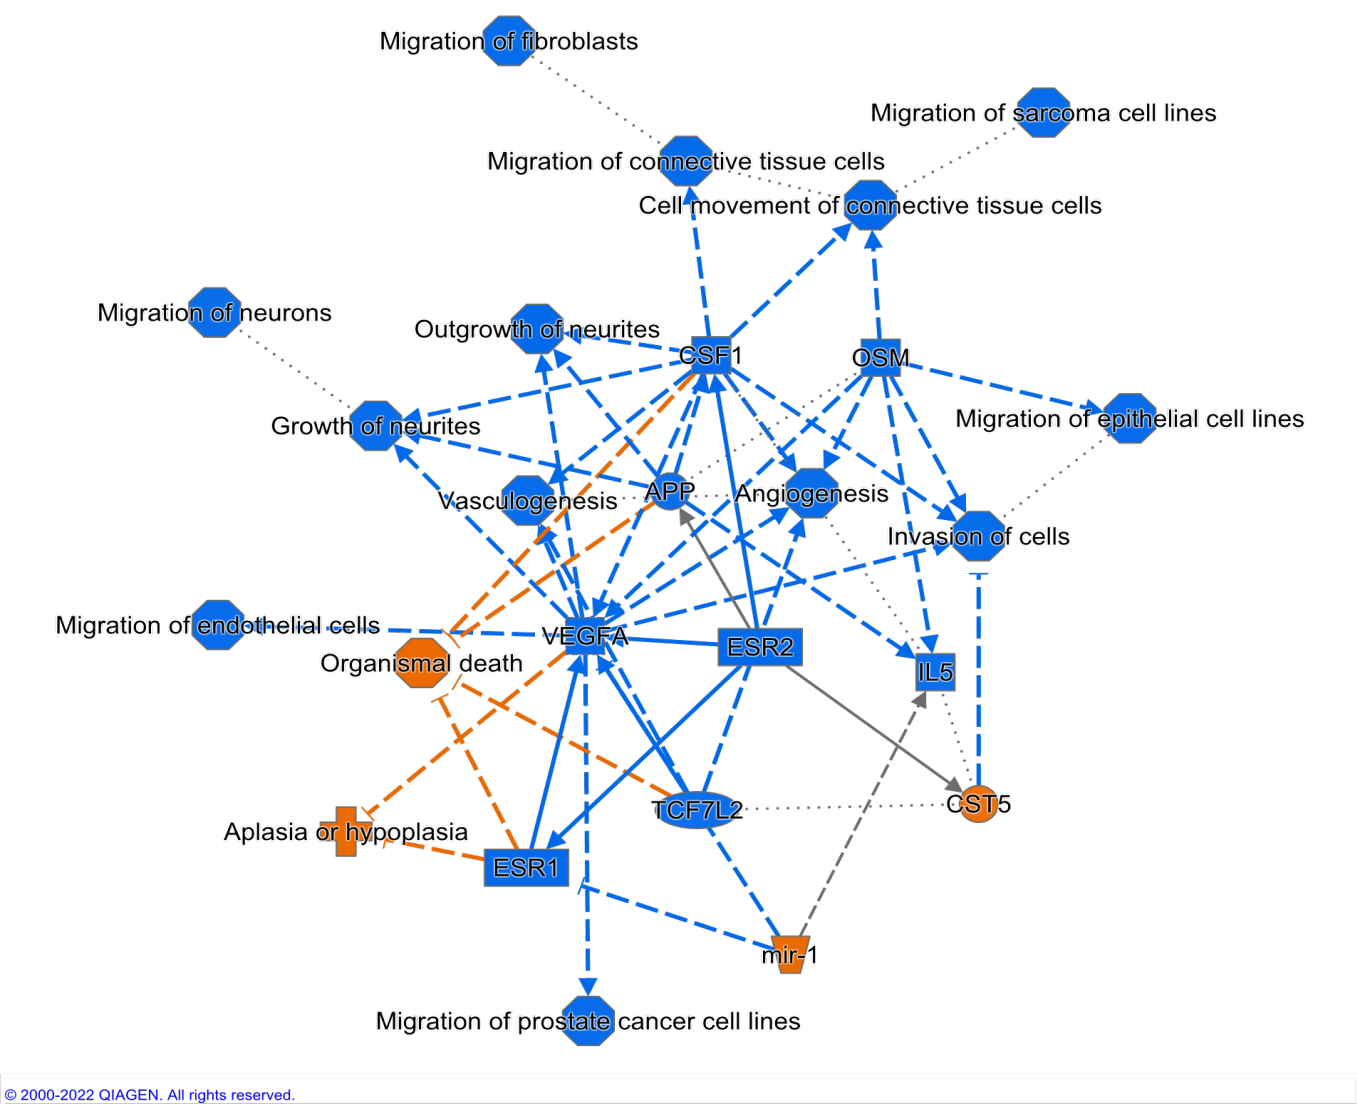 Migration of fibroblasts
Migration of sarcoma cell lines
Migration of connective tissue cells
Cell movement of connective tissue cells
Migration of neurons
Outgrowth of neurites
CSF1
OSM
Growth of neurites
Migration of epithelial cell lines
Vasculogenesis
APP
Angiogenesis
Invasion of cells
Migration of endothelial cells
VEGFA
ESR2
Organismal death
IL5
TCF7L2
CST5
Aplasia or hypoplasia
ESR1
mir-1
Migration of prostate cancer cell lines
© 2000-2022 QIAGEN. All rights reserved.